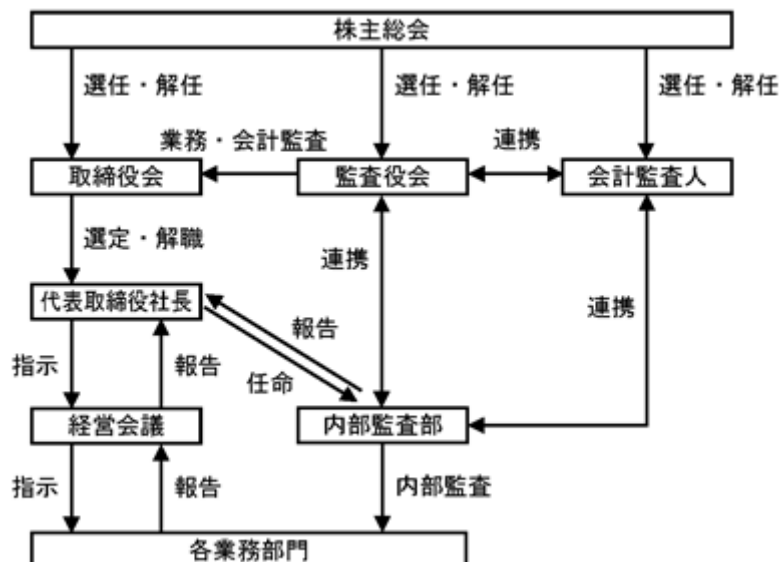 株主総会
選任・解任
選任・解任
選任・解任
業務・会計監査
連携
取締役会
監査役会
会計監査人
選定・解職
連携
代表取締役社長
連携
報告
指示
報告
任命
経営会議
内部監査部
指示
報告
内部監査
各業務部門